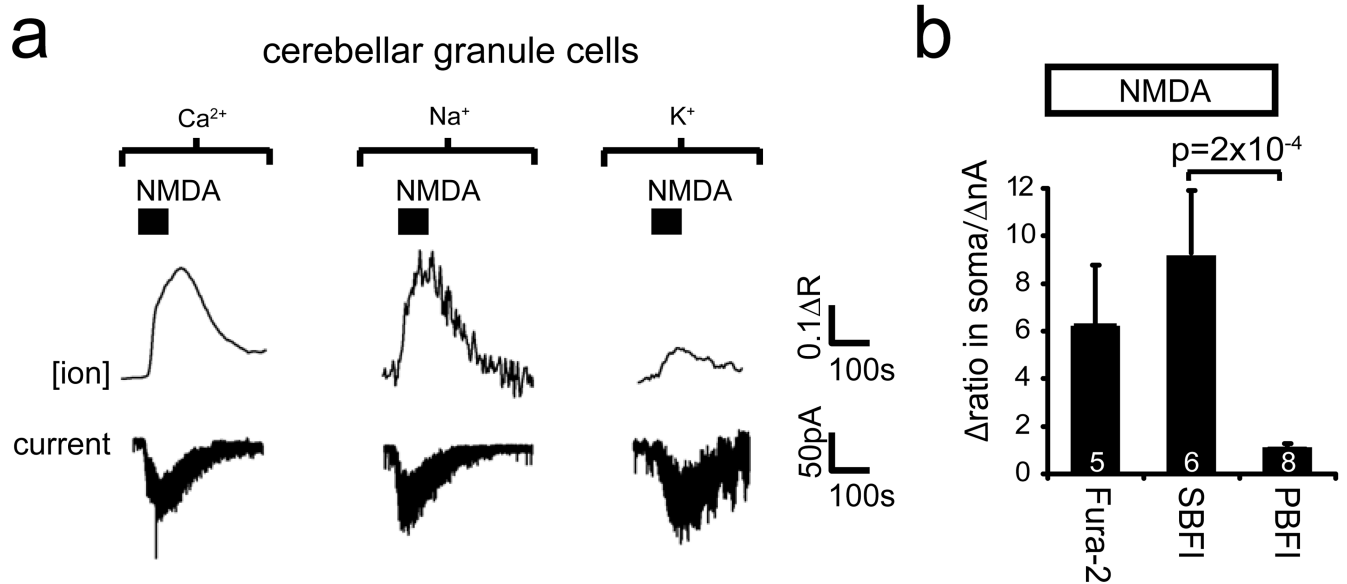 a
cerebellar granule cells
Ca²⁺
Na⁺
K⁺
NMDA
NMDA
NMDA
[ion]
current
0.1ΔR
100s
50pA
100s
b
NMDA
p=2x10⁻⁴
Δratio in soma/ΔnA
12
10
8
6
4
2
0
5
6
8
Fura-2
SBFI
PBFI